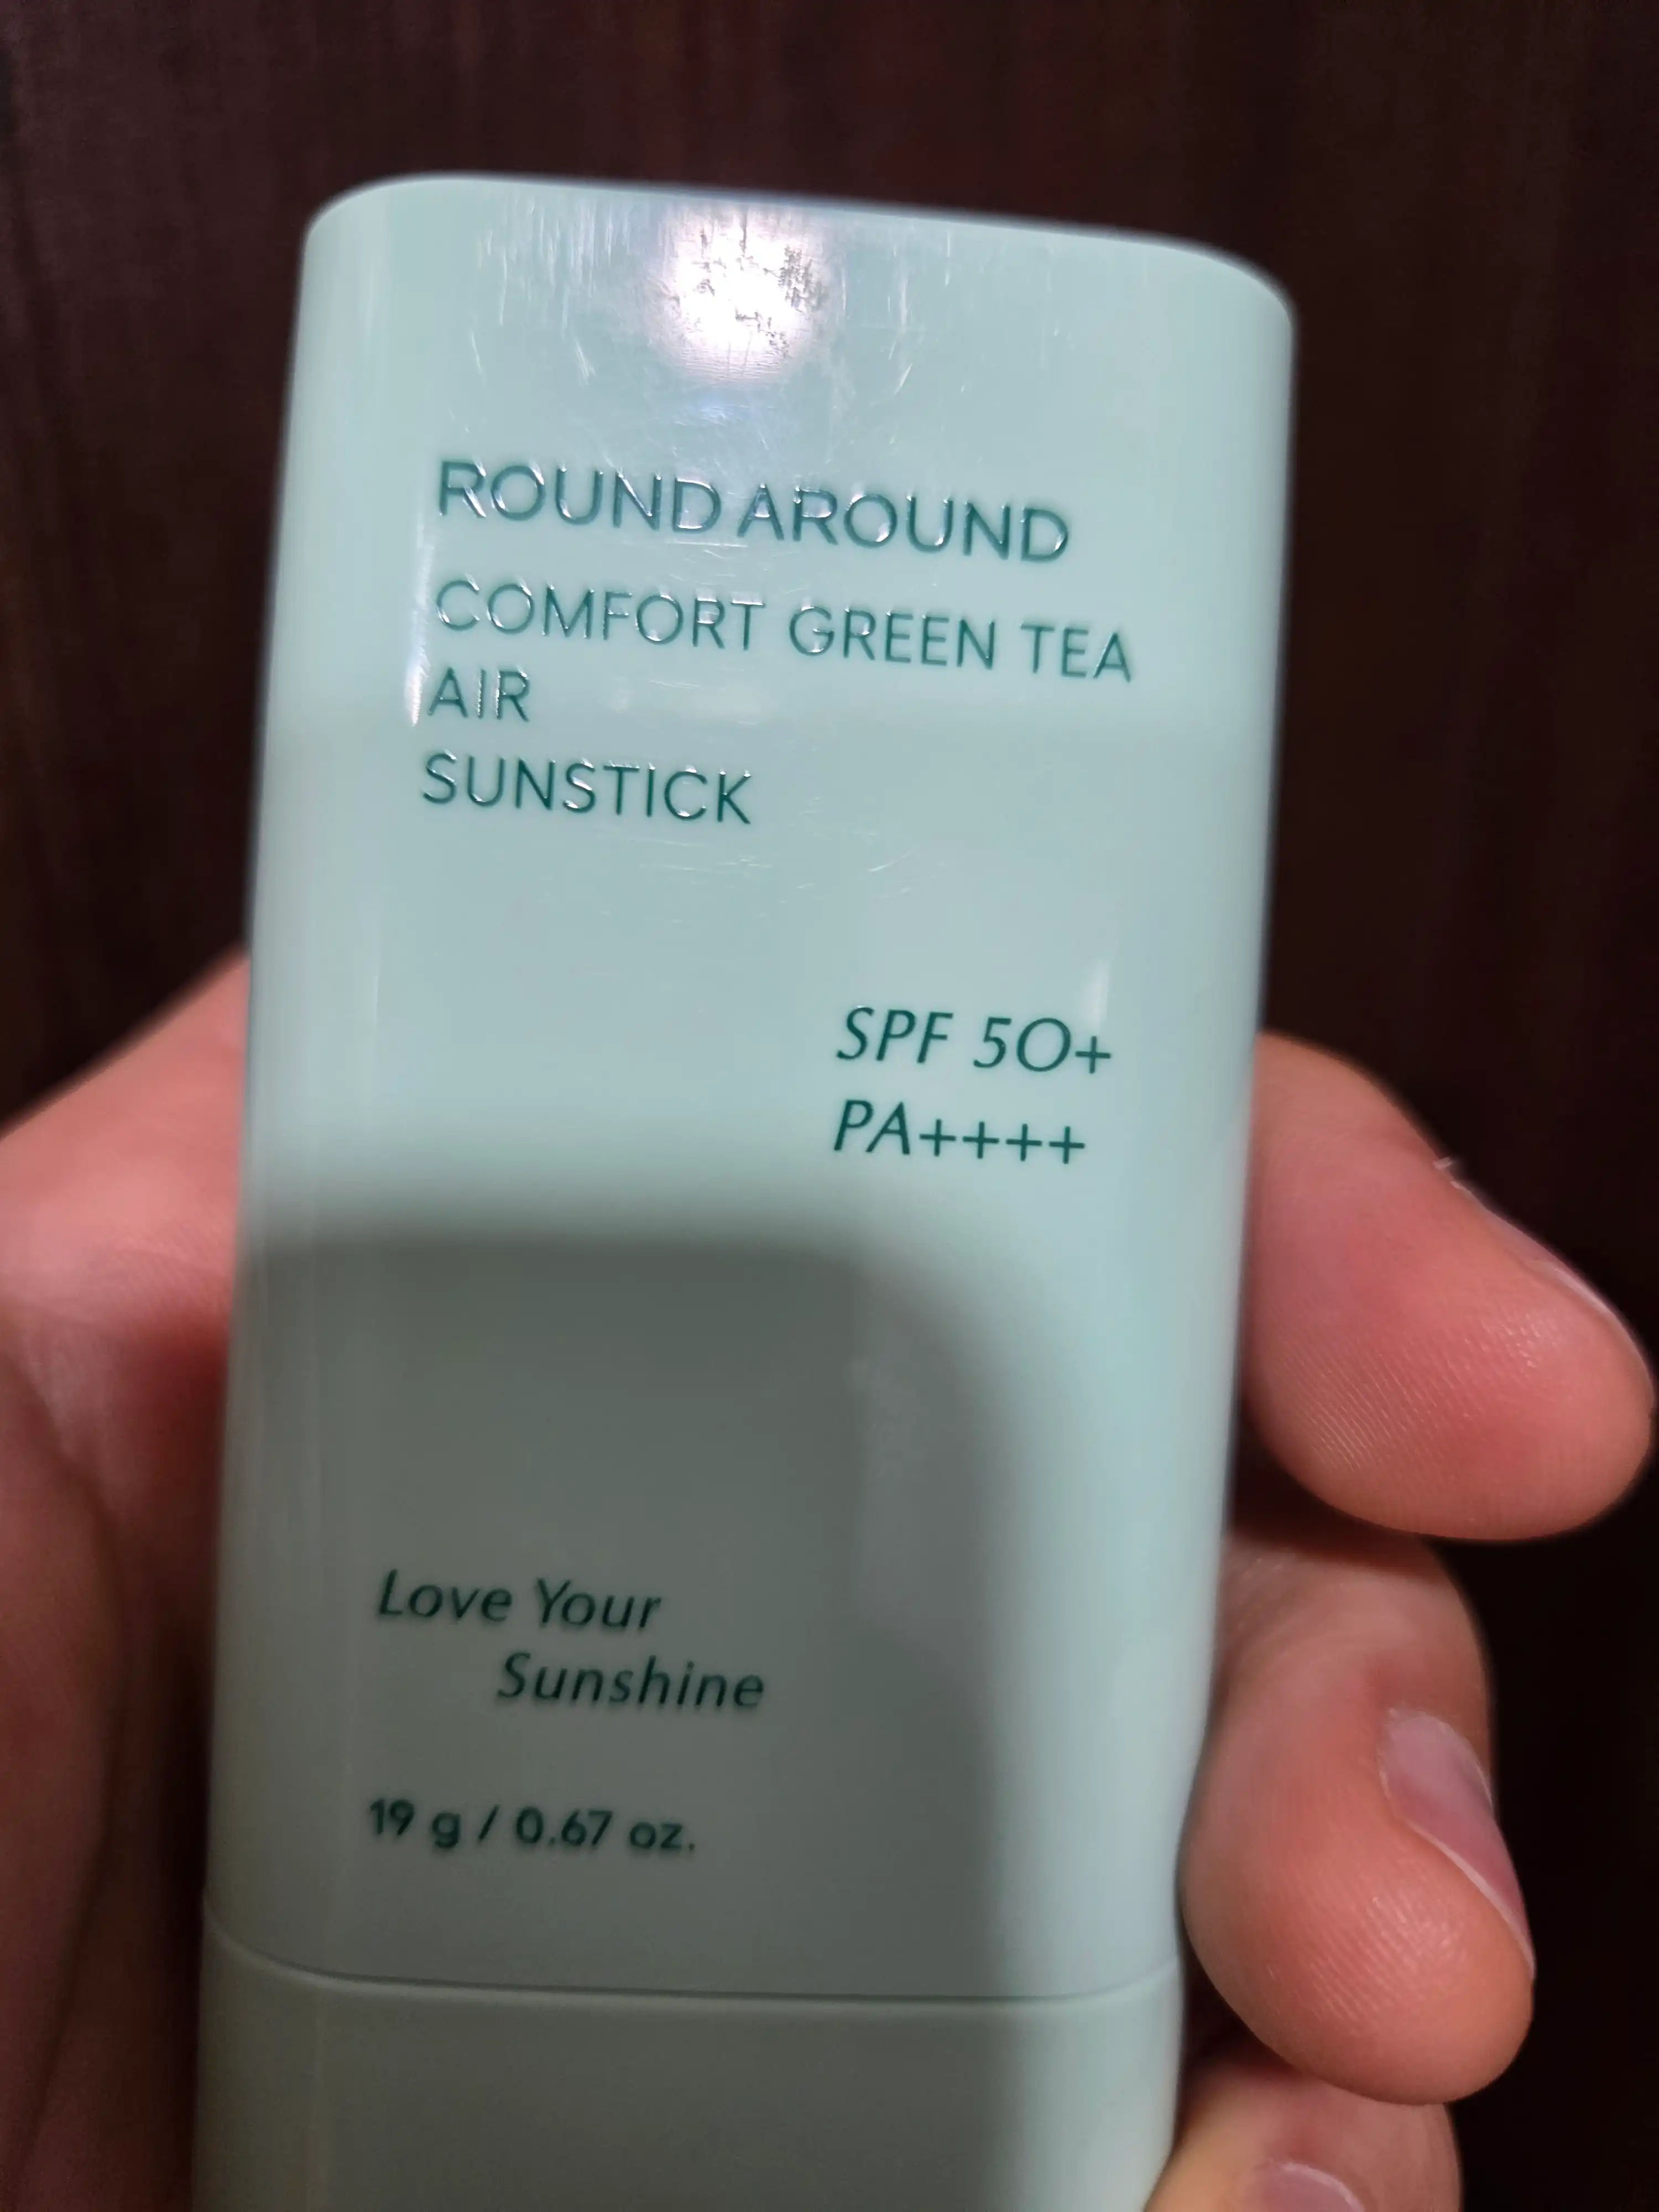 ROUND AROUND
COMFORT GREEN TEA
AIR
SUNSTICK
SPF 50+
PA++++
Love Your
Sunshine
19 g / 0.67 oz.